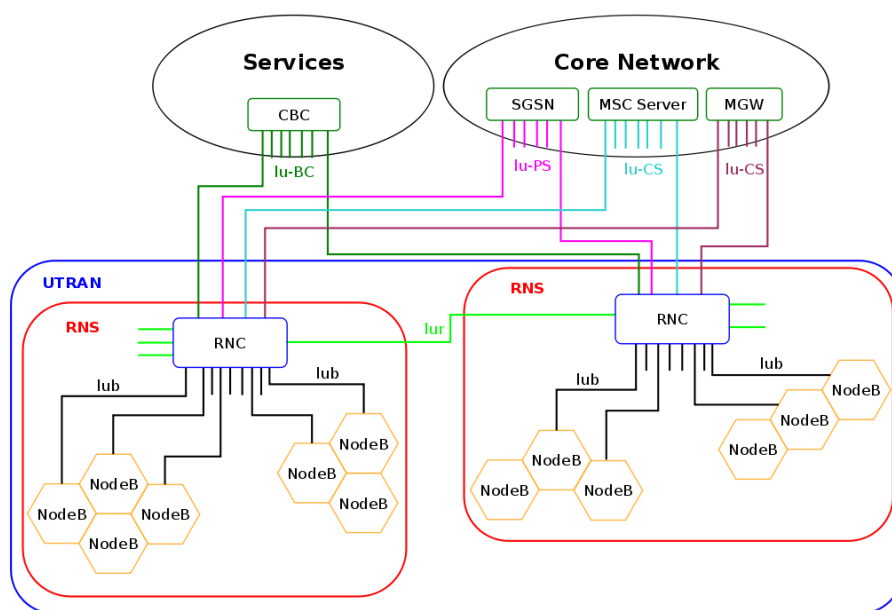 Services
Core Network
CBC
SGSN
MSC Server
MGW
Iu-BC
Iu-PS
Iu-CS
Iu-CS
UTRAN
RNS
RNS
RNC
RNC
Iur
Iub
Iub
Iub
Iub
NodeB
NodeB
NodeB
NodeB
NodeB
NodeB
NodeB
NodeB
NodeB
NodeB
NodeB
NodeB
NodeB